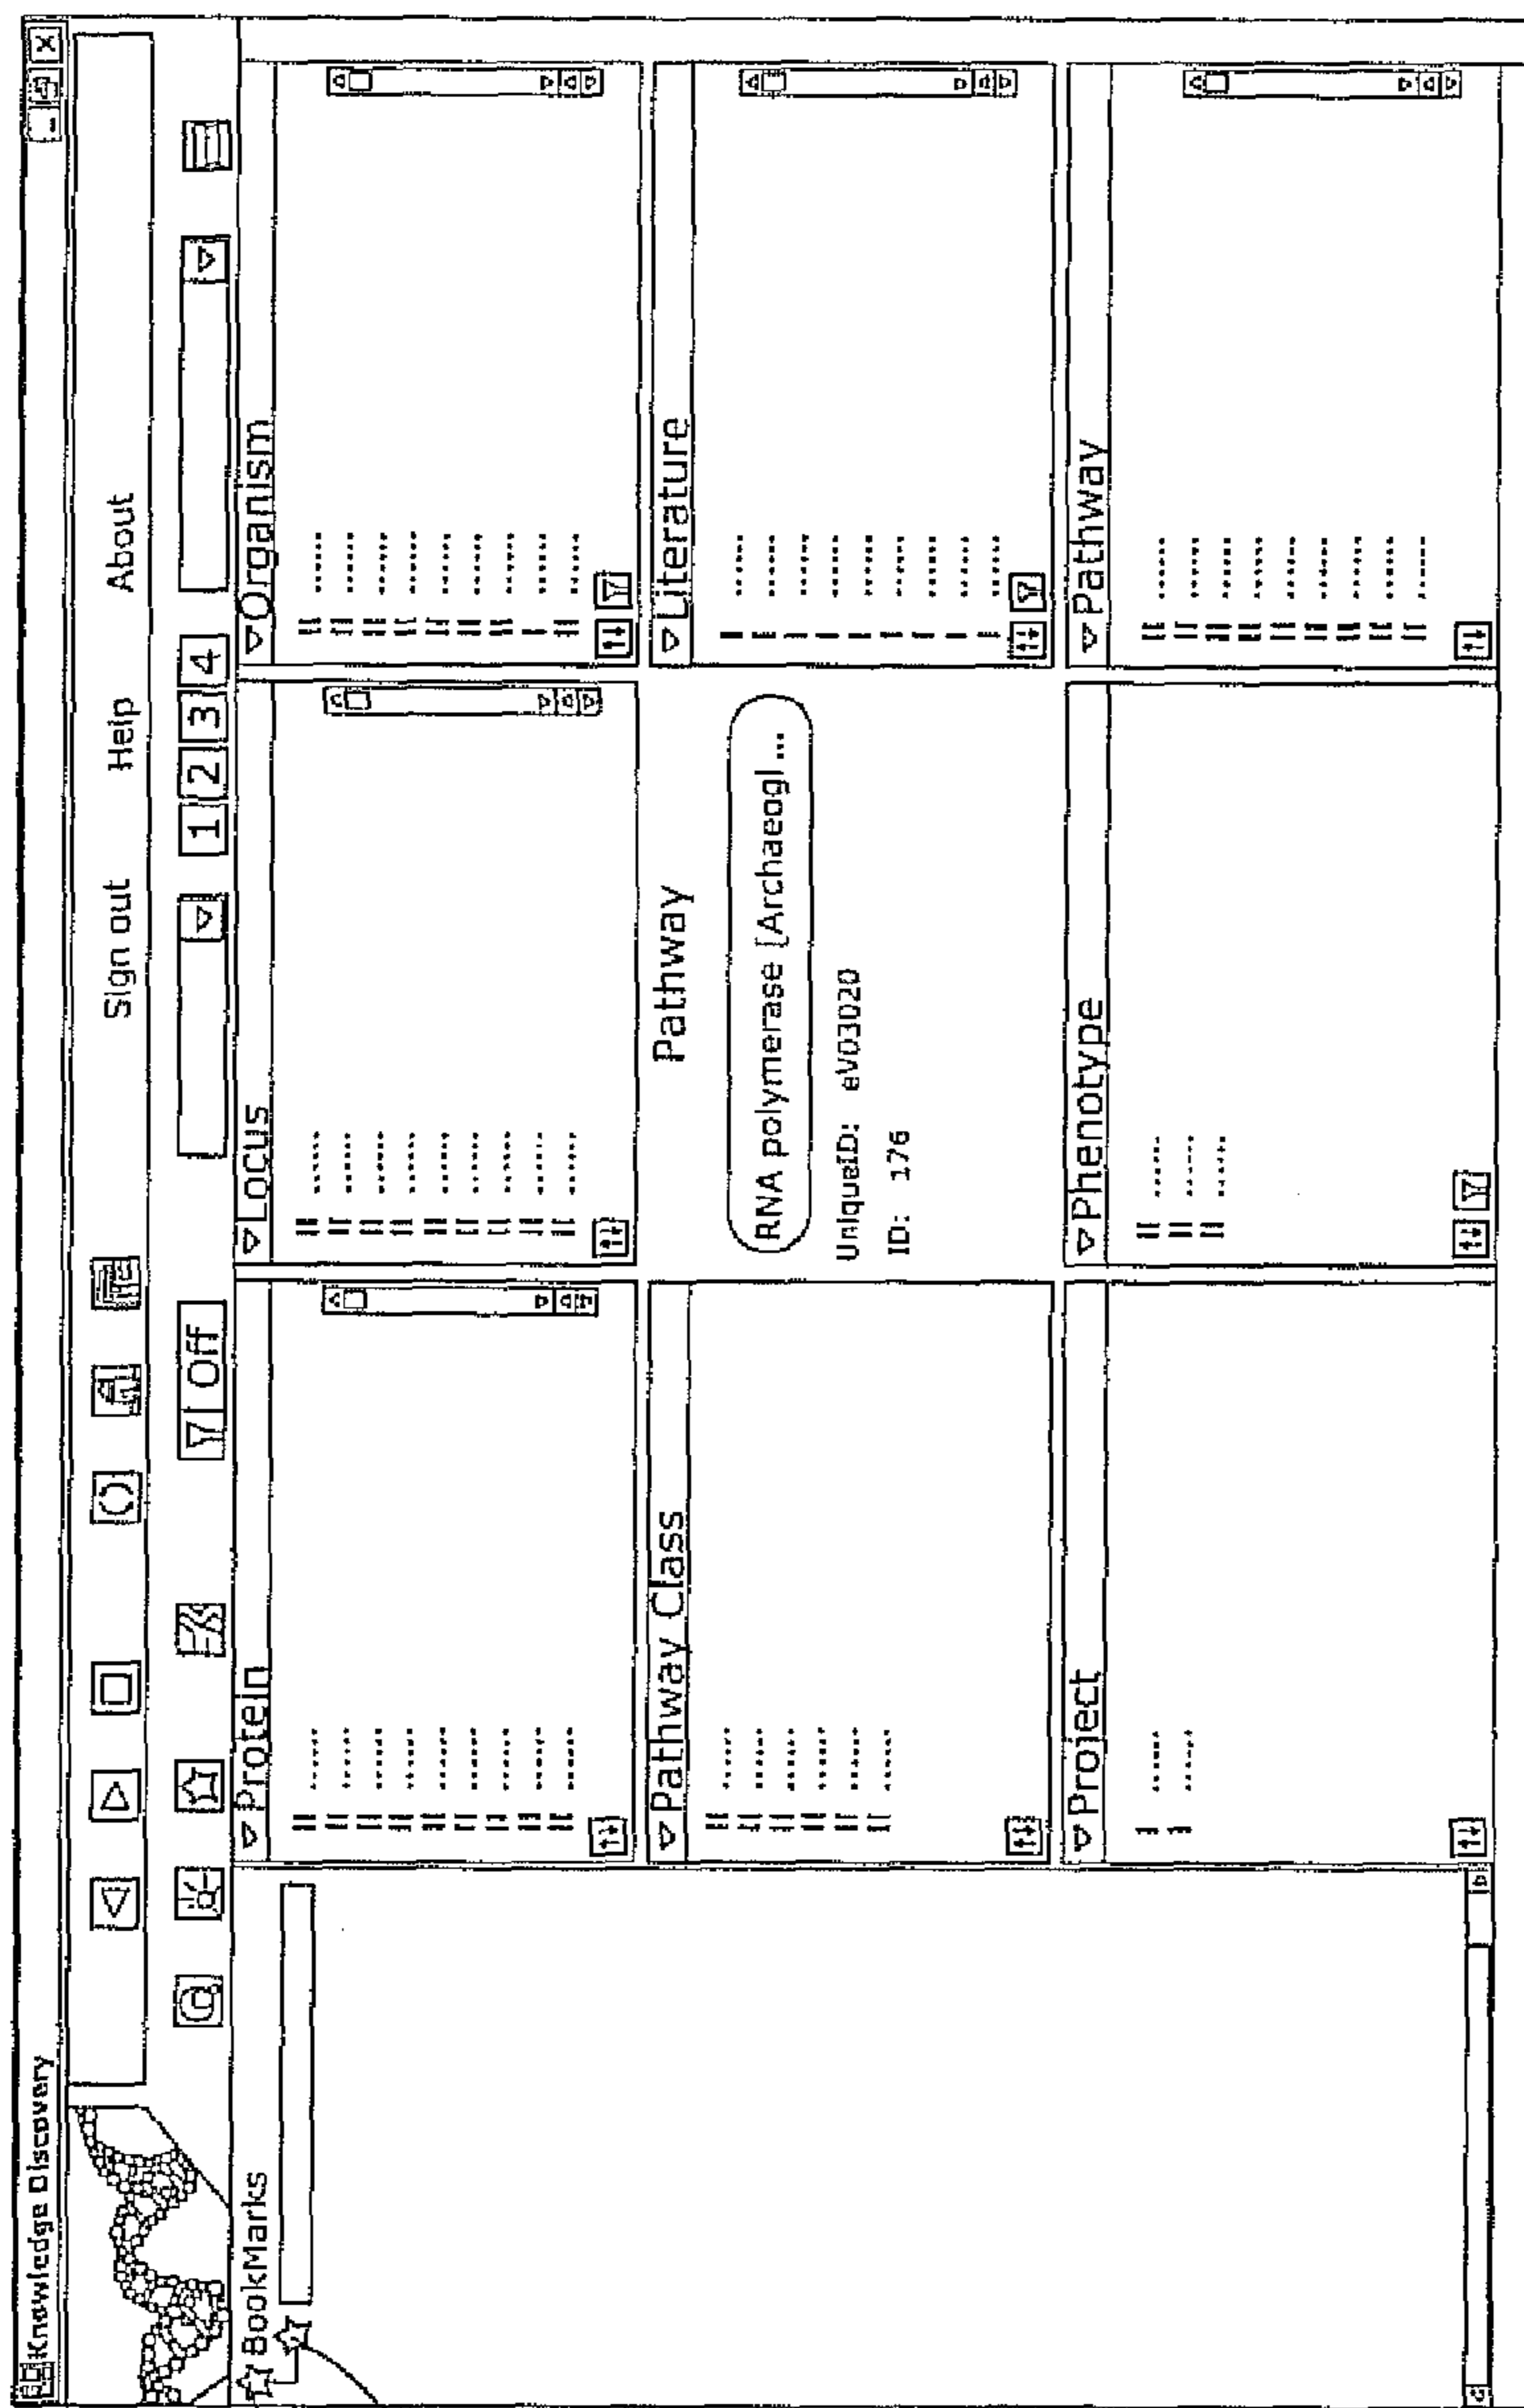 Knowledge Discovery
Sign out Help About
Off 1 2 3 4
BookMarks
Protein
Locus
Organism
Pathway Class
Pathway
Literature
RNA polymerase [Archaeogl ...
UniqueID: eV03020
ID: 176
Project
Phenotype
Pathway